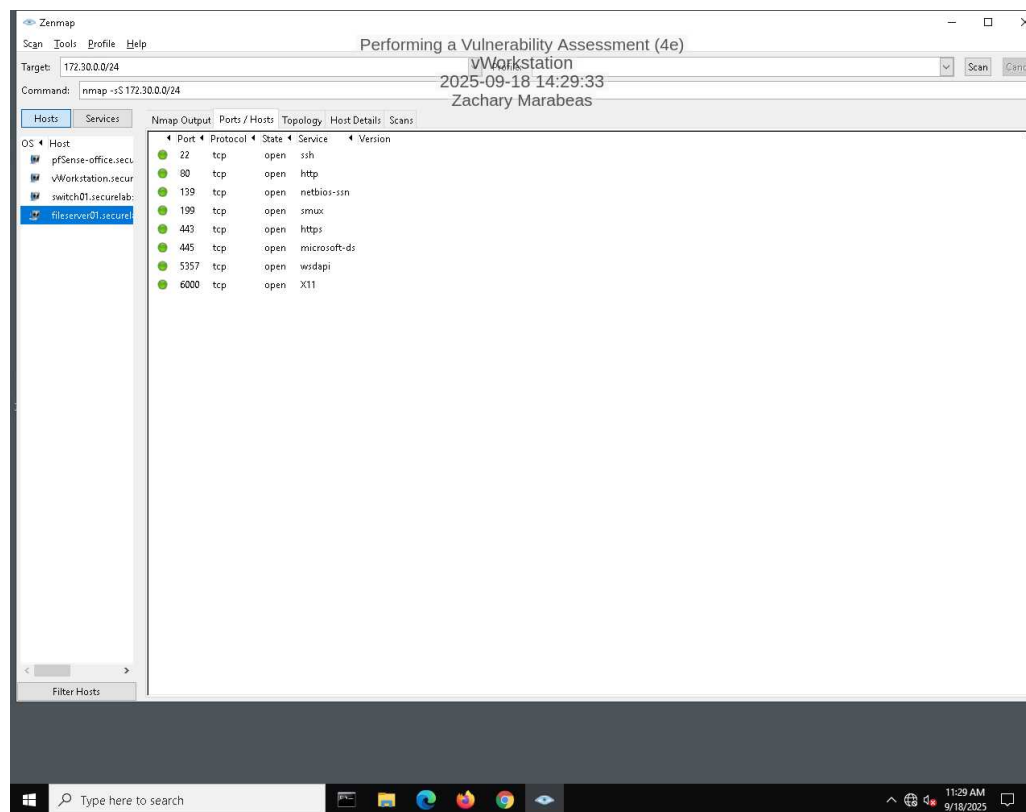 Zenmap
Scan Tools Profile Help
Performing a Vulnerability Assessment (4e)
vWorkstation
2025-09-18 14:29:33
Zachary Marabeas
Target: 172.30.0.0/24 Profile: Scan
Command: nmap -sS 172.30.0.0/24
Hosts Services
Nmap Output Ports / Hosts Topology Host Details Scans
OS Host
Port Protocol State Service Version
pfSense-office.secu
vWorkstation.secur
switch01.securelab
fileserver01.securel
22 tcp open ssh
80 tcp open http
139 tcp open netbios-ssn
199 tcp open smux
443 tcp open https
445 tcp open microsoft-ds
5357 tcp open wsdapi
6000 tcp open X11
Filter Hosts
Type here to search
11:29 AM
9/18/2025